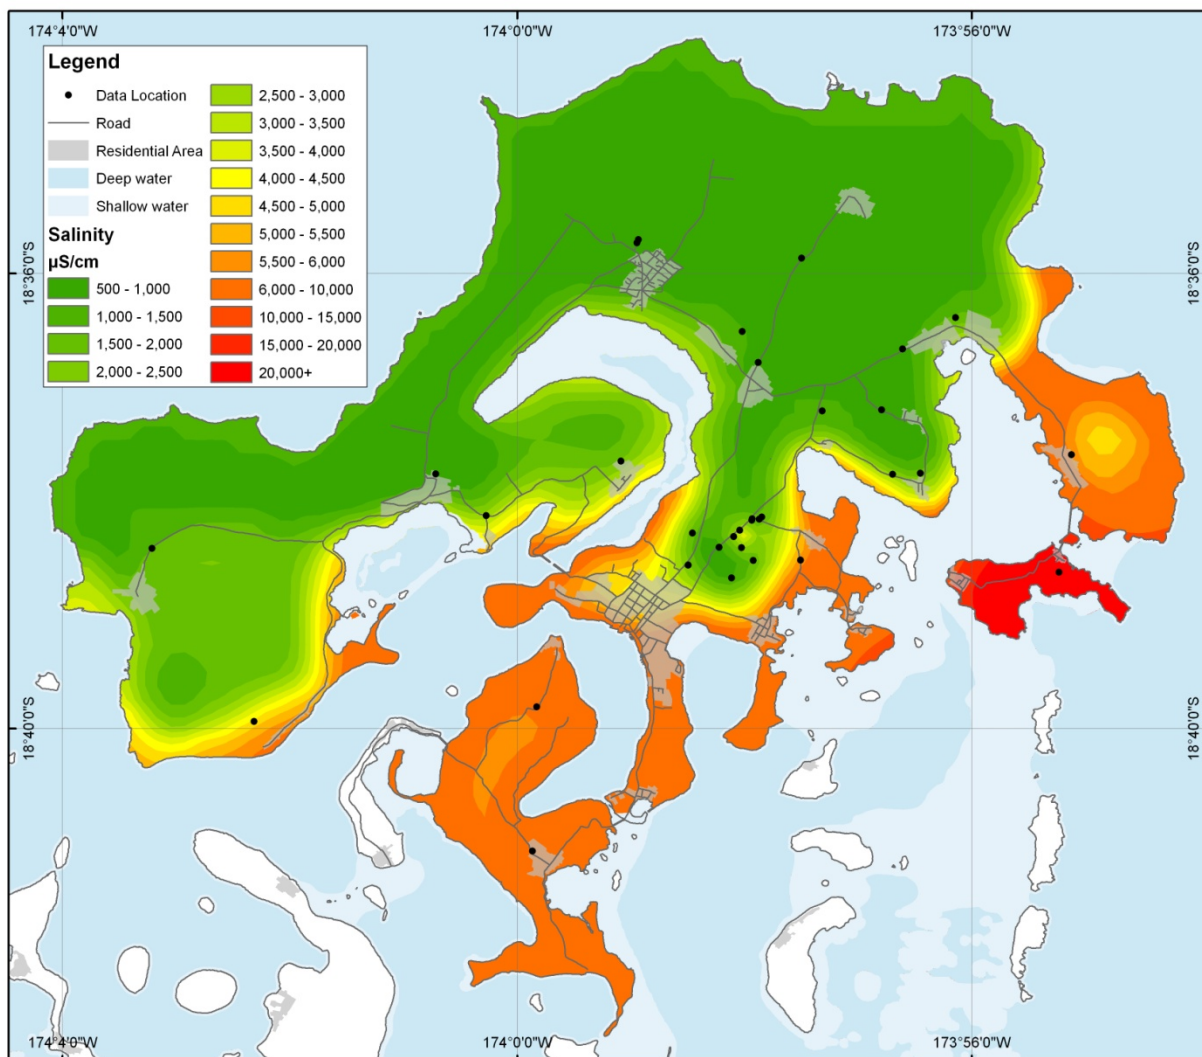 174°4'0"W
174°0'0"W
173°56'0"W
Legend
Data Location
Road
Residential Area
Deep water
Shallow water
Salinity
µS/cm
500 - 1,000
1,000 - 1,500
1,500 - 2,000
2,000 - 2,500
2,500 - 3,000
3,000 - 3,500
3,500 - 4,000
4,000 - 4,500
4,500 - 5,000
5,000 - 5,500
5,500 - 6,000
6,000 - 10,000
10,000 - 15,000
15,000 - 20,000
20,000+
18°36'0"S
18°36'0"S
18°40'0"S
18°40'0"S
174°4'0"W
174°0'0"W
173°56'0"W